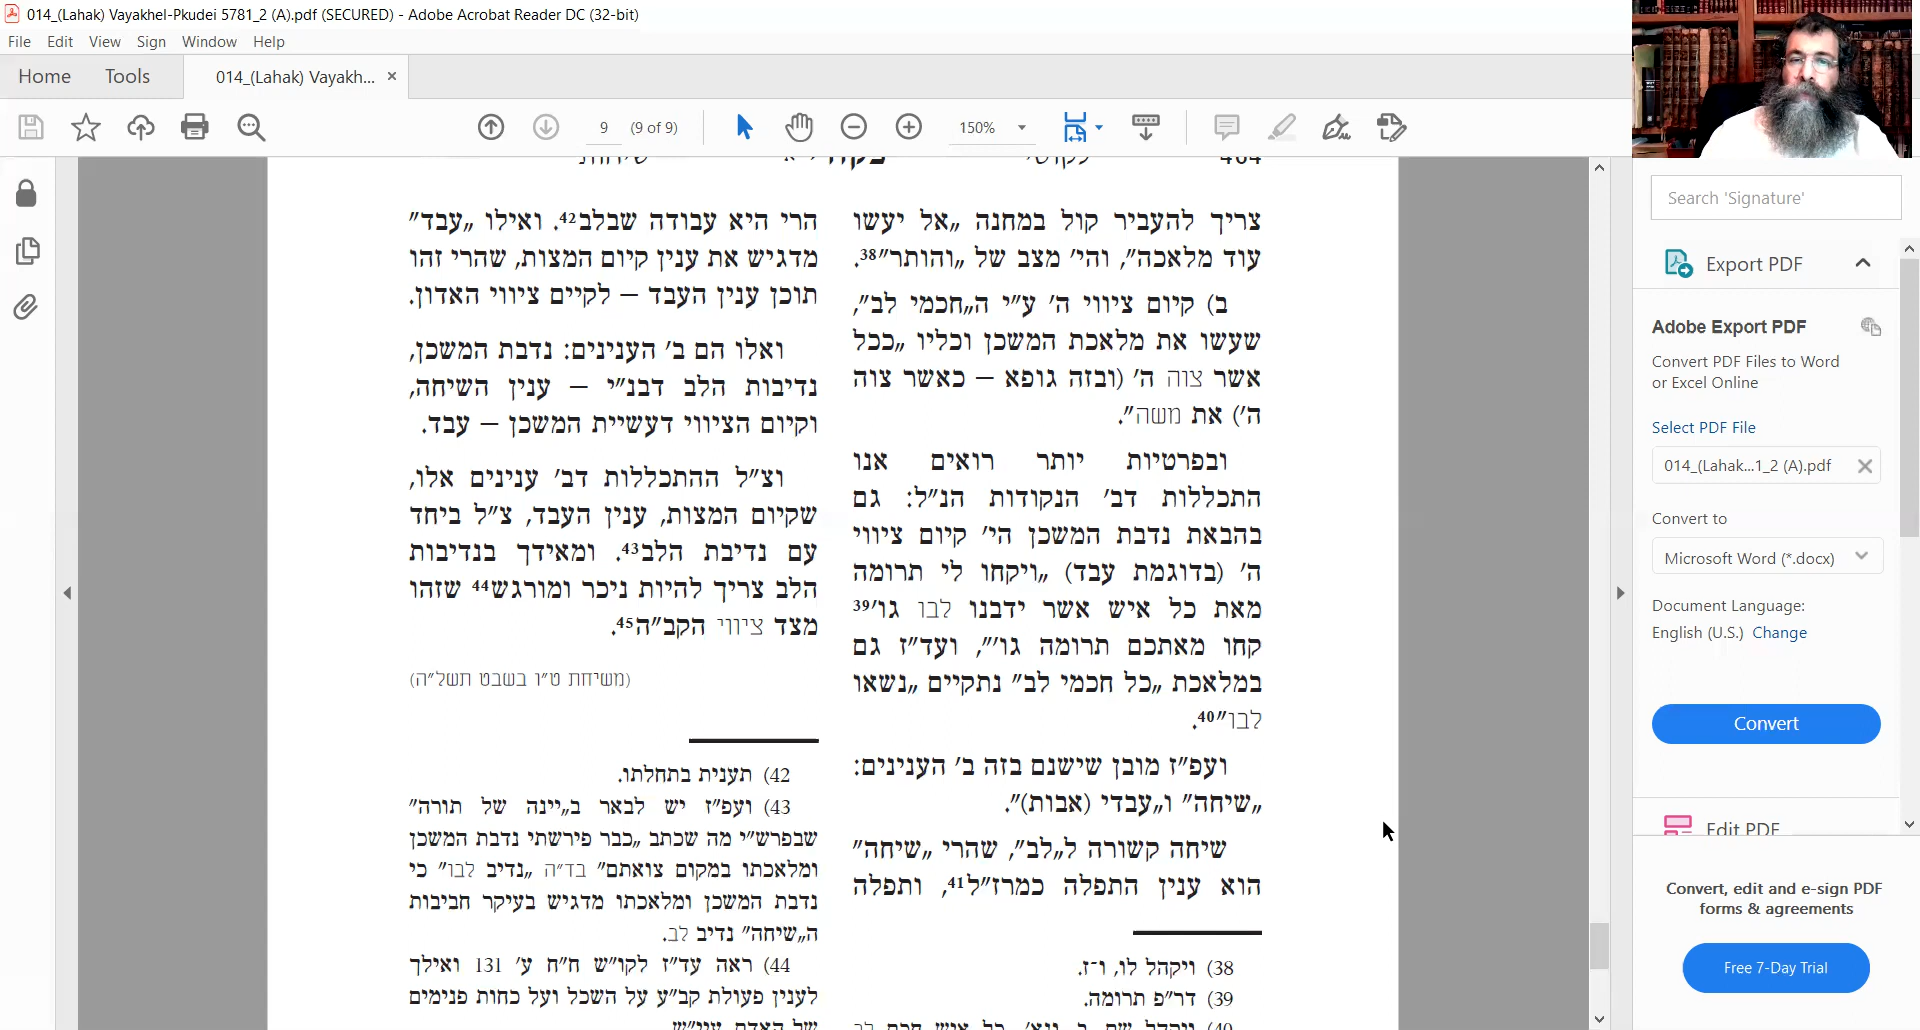 014_(Lahak) Vayakhel-Pkudei 5781_2 (A).pdf (SECURED) - Adobe Acrobat Reader DC (32-bit)
File Edit View Sign Window Help
Home Tools 014_(Lahak) Vayakh... ×
9 (9 of 9) 150%
צריך להעביר קול במחנה „אל יעשו
עוד מלאכה״, והי׳ מצב של „והותר״38.
ב) קיום ציווי ה׳ ע״י ה„חכמי לב״,
שעשו את מלאכת המשכן וכליו „ככל
אשר צוה ה׳ (ובזה גופא – כאשר צוה
ה׳) את משה״.
ובפרטיות יותר רואים אנו
התכללות דב׳ הנקודות הנ״ל: גם
בהבאת נדבת המשכן הי׳ קיום ציווי
ה׳ (בדוגמת עבד) „ויקחו לי תרומה
מאת כל איש אשר ידבנו לבו גו׳39
קחו מאתכם תרומה גו׳״, ועד״ז גם
במלאכת „כל חכמי לב״ נתקיים „נשאו
לבו״40.
ועפ״ז מובן שישנם בזה ב׳ הענינים:
„שיחה״ ו„עבדי (אבות)״.
שיחה קשורה ל„לב״, שהרי „שיחה״
הוא ענין התפלה כמרז״ל41, ותפלה
38) ויקהל לו, ו־ז.
39) דר״פ תרומה.
הרי היא עבודה שבלב42. ואילו „עבד״
מדגיש את ענין קיום המצות, שהרי זהו
תוכן ענין העבד – לקיים ציווי האדון.
ואלו הם ב׳ הענינים: נדבת המשכן,
נדיבות הלב דבנ״י – ענין השיחה,
וקיום הציווי דעשיית המשכן – עבד.
וצ״ל ההתכללות דב׳ ענינים אלו,
שקיום המצות, ענין העבד, צ״ל ביחד
עם נדיבת הלב43. ומאידך בנדיבות
הלב צריך להיות ניכר ומורגש44 שזהו
מצד ציווי הקב״ה45.
(משיחת ט״ו בשבט תשל״ה)
42) תענית בתחלתו.
43) ועפ״ז יש לבאר ב„יינה של תורה״
שבפרש״י מה שכתב „כבר פירשתי נדבת המשכן
ומלאכתו במקום צואתם״ בד״ה „נדיב לבו״ כי
נדבת המשכן ומלאכתו מדגיש בעיקר חביבות
ה„שיחה״ נדיב לב.
44) ראה עד״ז לקו״ש ח״ח ע׳ 131 ואילך
לענין פעולת קב״ע על השכל ועל כחות פנימים
של האדם, עיי״ש
Search 'Signature'
Export PDF
Adobe Export PDF
Convert PDF Files to Word
or Excel Online
Select PDF File
014_(Lahak...1_2 (A).pdf
Convert to
Microsoft Word (*.docx)
Document Language:
English (U.S.) Change
Convert
Edit PDF
Convert, edit and e-sign PDF
forms & agreements
Free 7-Day Trial